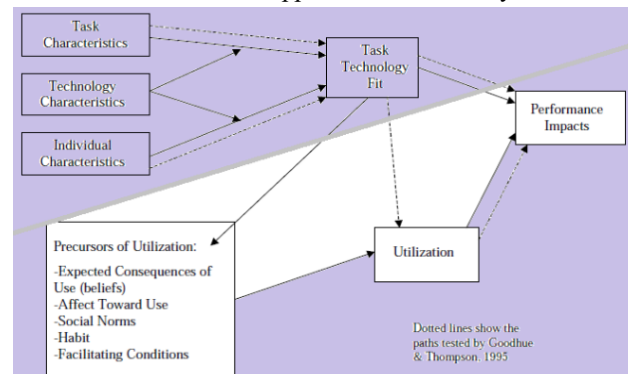 Task
Characteristics
Technology
Characteristics
Individual
Characteristics
Task
Technology
Fit
Performance
Impacts
Precursors of Utilization:
-Expected Consequences of
Use (beliefs)
-Affect Toward Use
-Social Norms
-Habit
-Facilitating Conditions
Utilization
Dotted lines show the
paths tested by Goodhue
& Thompson. 1995